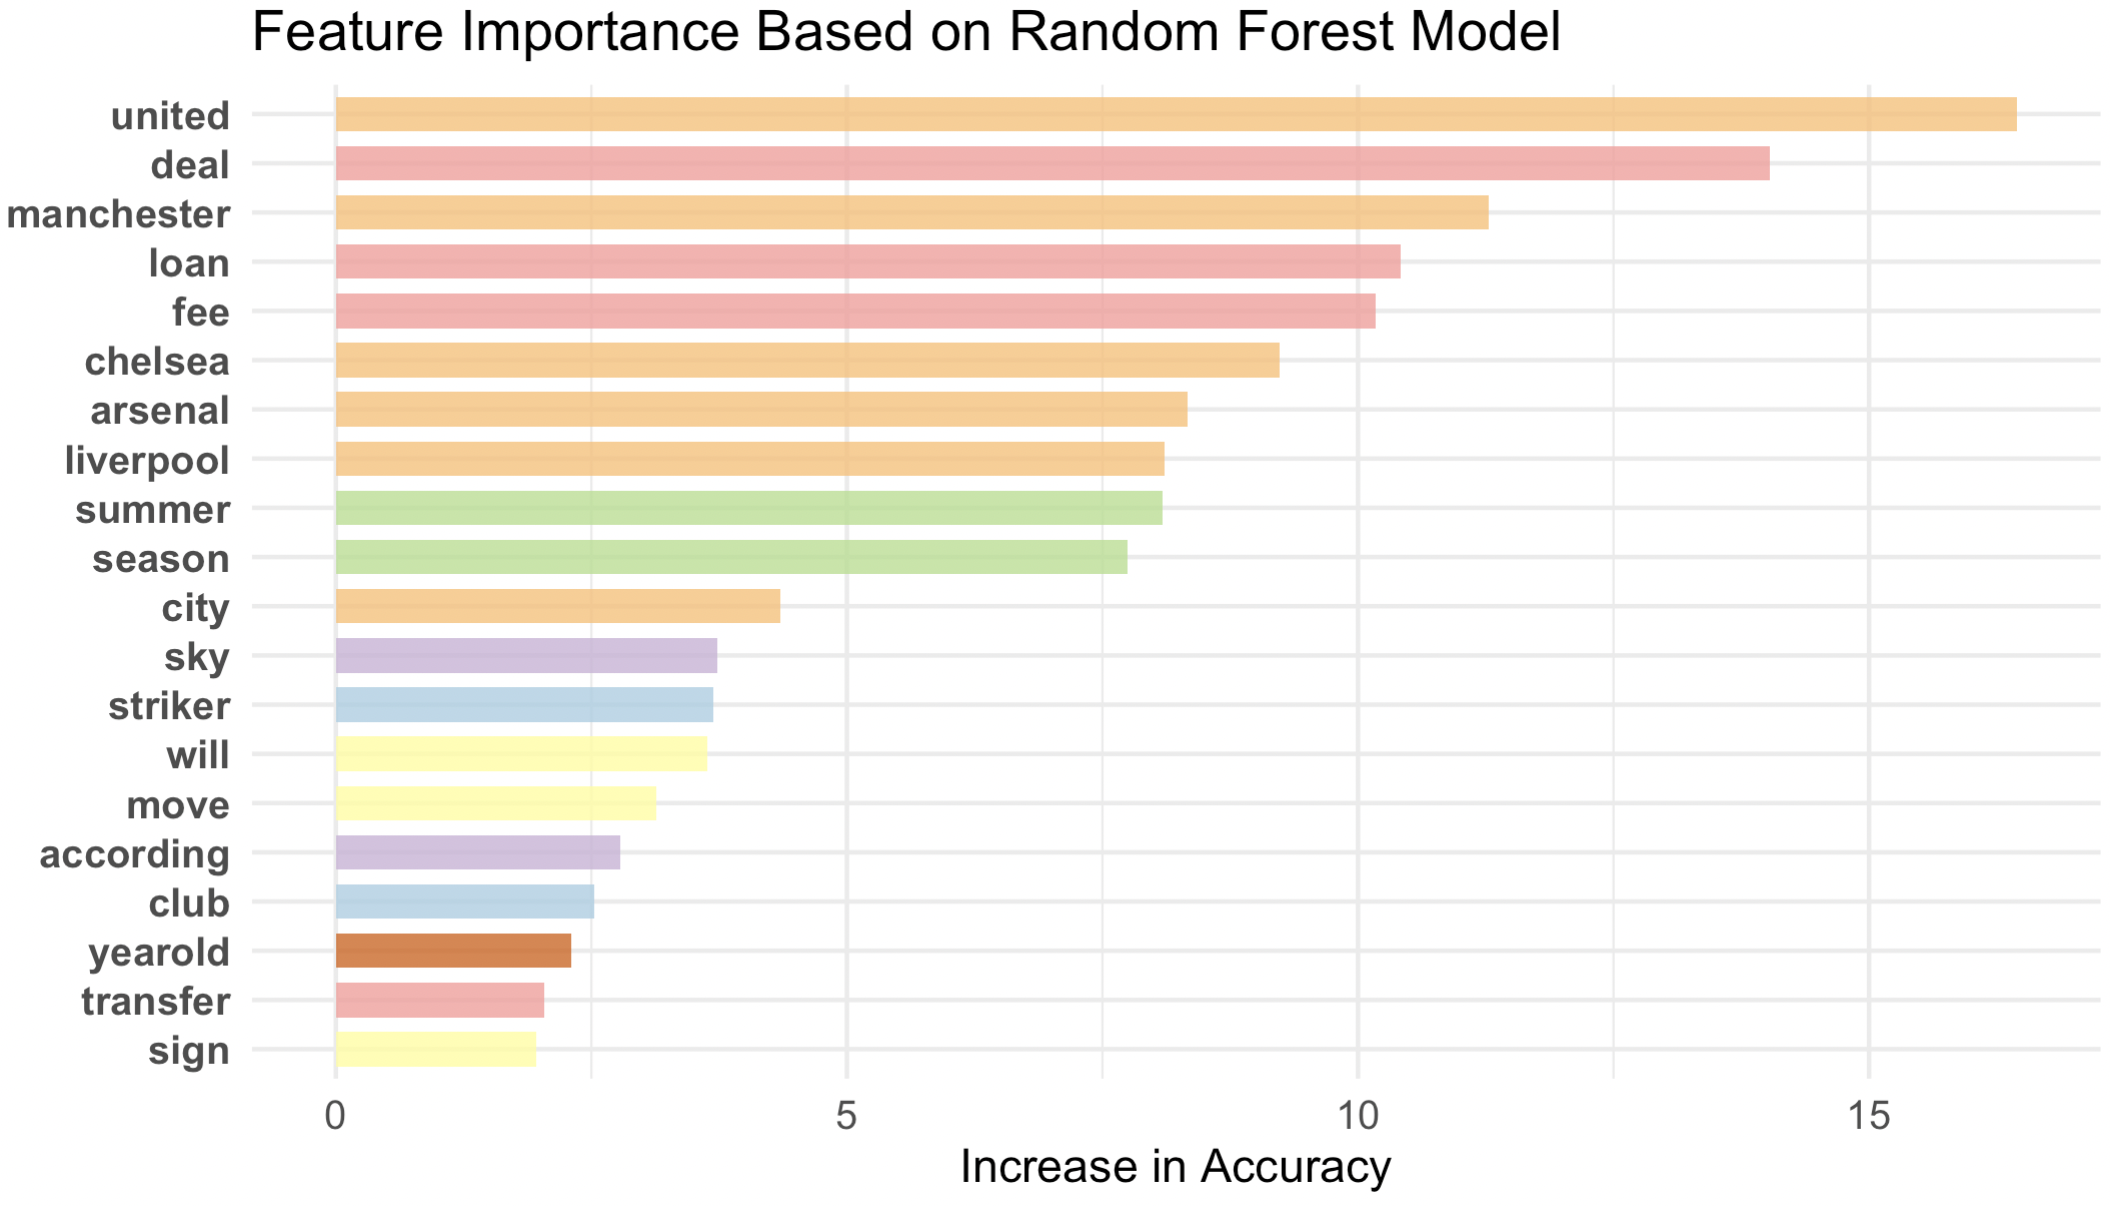 Feature Importance Based on Random Forest Model
united
deal
manchester
loan
fee
chelsea
arsenal
liverpool
summer
season
city
sky
striker
will
move
according
club
yearold
transfer
sign
0 5 10 15
Increase in Accuracy